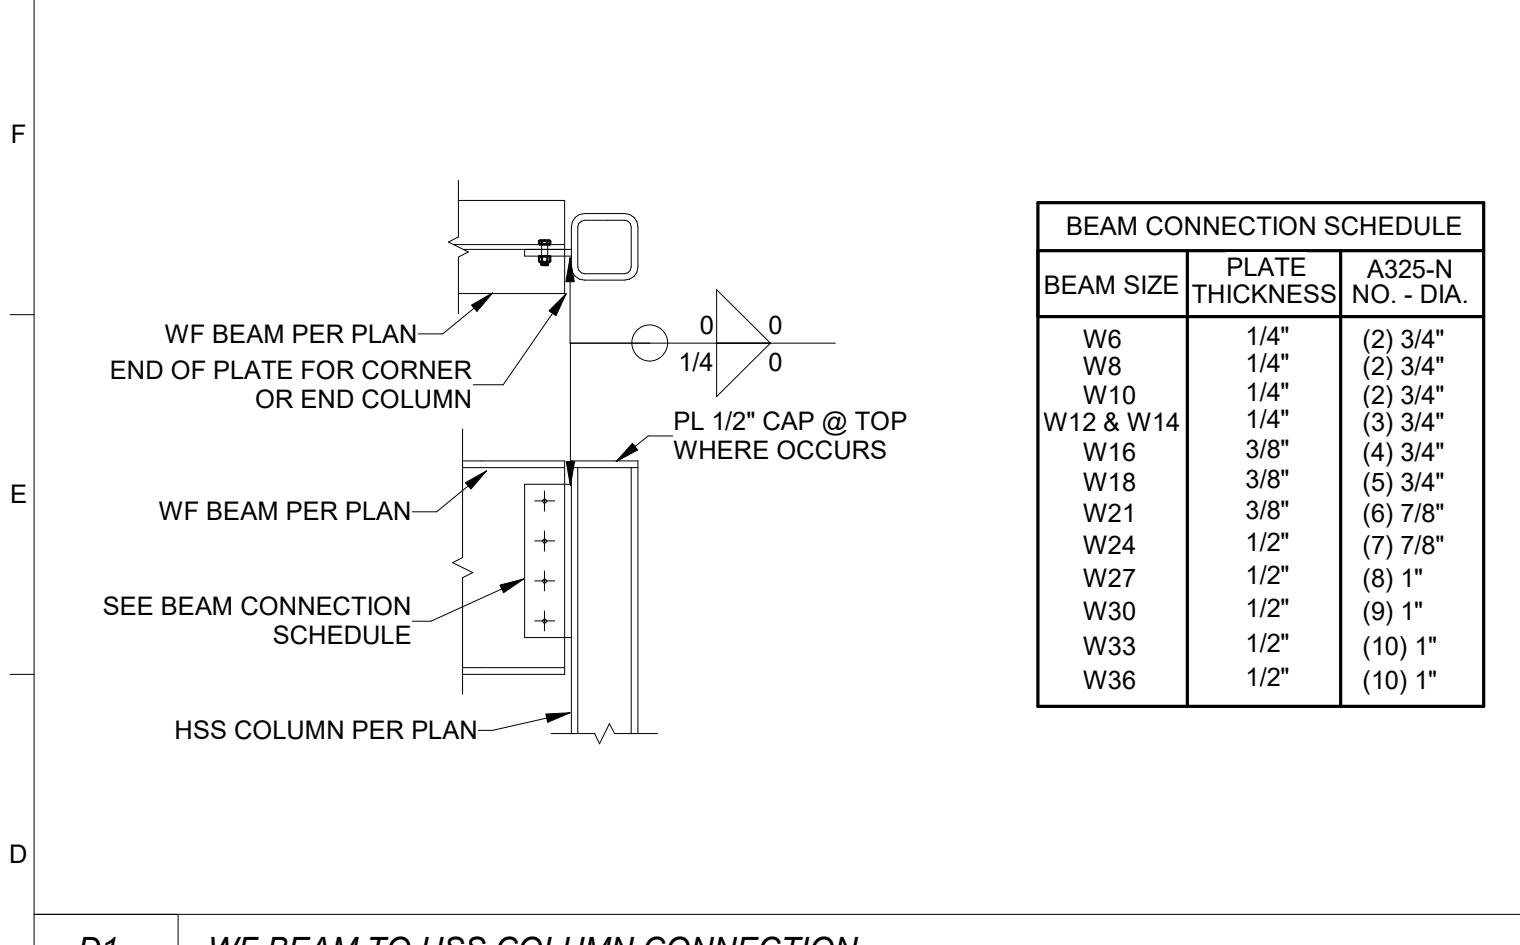 F
WF BEAM PER PLAN
END OF PLATE FOR CORNER
OR END COLUMN
0 0
1/4 0
PL 1/2" CAP @ TOP
WHERE OCCURS
E
WF BEAM PER PLAN
SEE BEAM CONNECTION
SCHEDULE
HSS COLUMN PER PLAN
BEAM CONNECTION SCHEDULE
BEAM SIZE PLATE THICKNESS A325-N NO. - DIA.
W6 1/4" (2) 3/4"
W8 1/4" (2) 3/4"
W10 1/4" (2) 3/4"
W12 & W14 1/4" (3) 3/4"
W16 3/8" (4) 3/4"
W18 3/8" (5) 3/4"
W21 3/8" (6) 7/8"
W24 1/2" (7) 7/8"
W27 1/2" (8) 1"
W30 1/2" (9) 1"
W33 1/2" (10) 1"
W36 1/2" (10) 1"
D
WF BEAM TO HSS COLUMN CONNECTION